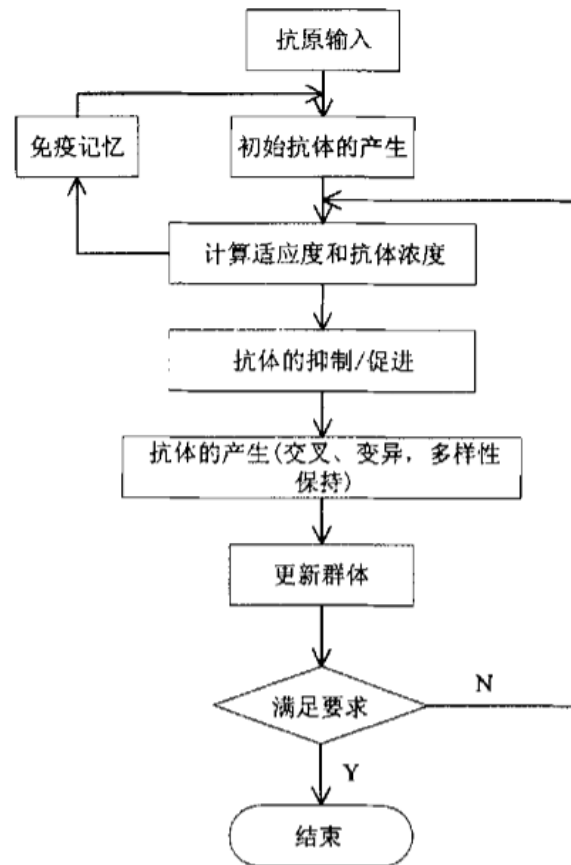 抗原输入
免疫记忆
初始抗体的产生
计算适应度和抗体浓度
抗体的抑制/促进
抗体的产生(交叉、变异，多样性
保持)
更新群体
满足要求
N
Y
结束